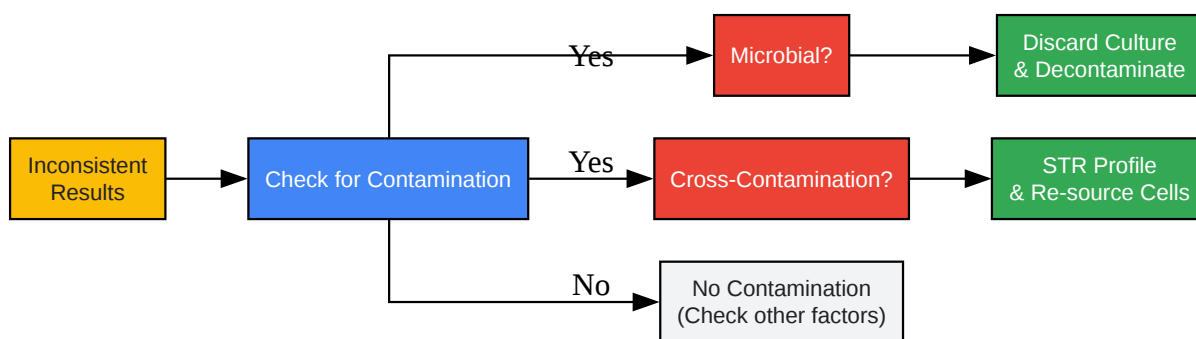 Yes
Microbial?
Discard Culture
& Decontaminate
Inconsistent
Results
Check for Contamination
Yes
Cross-Contamination?
STR Profile
& Re-source Cells
No
No Contamination
(Check other factors)